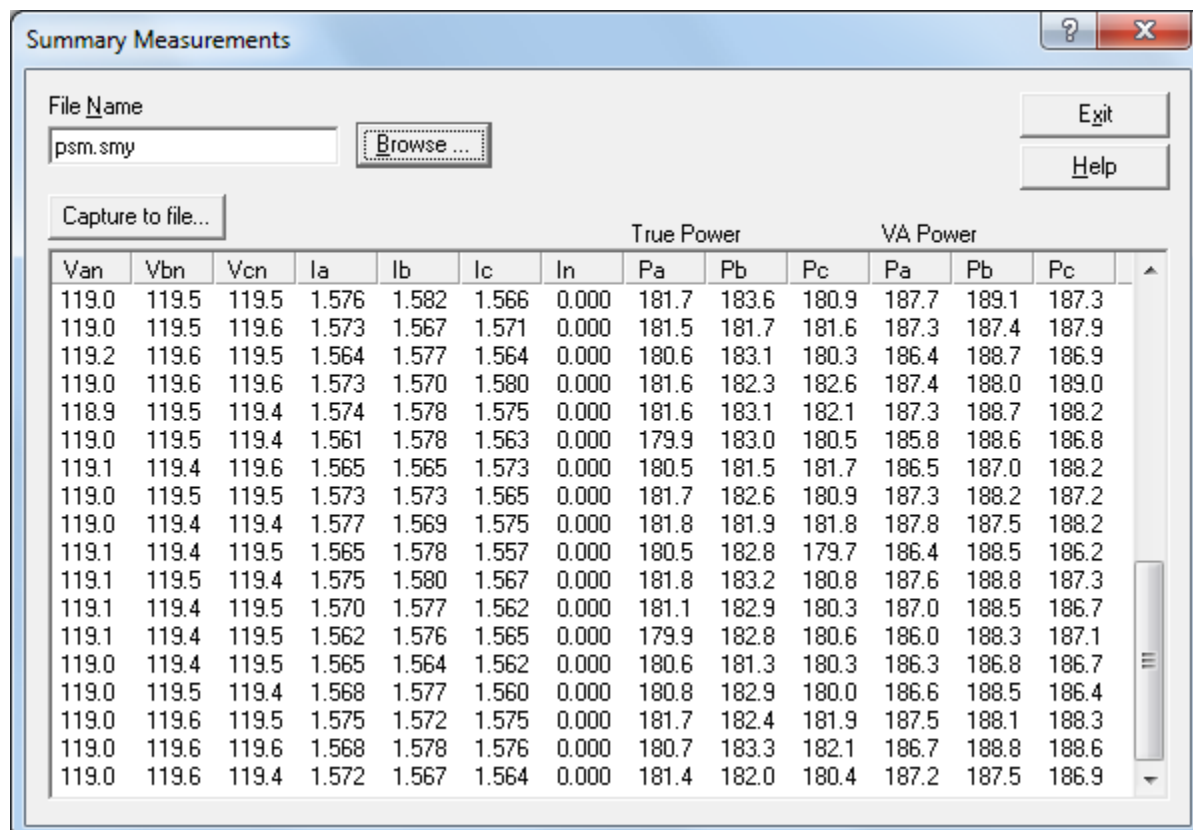 Summary Measurements
File Name
Exit
psm.smy
Browse ...
Help
Capture to file...
True Power VA Power
Van Vbn Vcn Ia Ib Ic In Pa Pb Pc Pa Pb Pc
119.0 119.5 119.5 1.576 1.582 1.566 0.000 181.7 183.6 180.9 187.7 189.1 187.3
119.0 119.5 119.6 1.573 1.567 1.571 0.000 181.5 181.7 181.6 187.3 187.4 187.9
119.2 119.6 119.5 1.564 1.577 1.564 0.000 180.6 183.1 180.3 186.4 188.7 186.9
119.0 119.6 119.6 1.573 1.570 1.580 0.000 181.6 182.3 182.6 187.4 188.0 189.0
118.9 119.5 119.4 1.574 1.578 1.575 0.000 181.6 183.1 182.1 187.3 188.7 188.2
119.0 119.5 119.4 1.561 1.578 1.563 0.000 179.9 183.0 180.5 185.8 188.6 186.8
119.1 119.4 119.6 1.565 1.565 1.573 0.000 180.5 181.5 181.7 186.5 187.0 188.2
119.0 119.5 119.5 1.573 1.573 1.565 0.000 181.7 182.6 180.9 187.3 188.2 187.2
119.0 119.4 119.4 1.577 1.569 1.575 0.000 181.8 181.9 181.8 187.8 187.5 188.2
119.1 119.4 119.5 1.565 1.578 1.557 0.000 180.5 182.8 179.7 186.4 188.5 186.2
119.1 119.5 119.4 1.575 1.580 1.567 0.000 181.8 183.2 180.8 187.6 188.8 187.3
119.1 119.4 119.5 1.570 1.577 1.562 0.000 181.1 182.9 180.3 187.0 188.5 186.7
119.1 119.4 119.5 1.562 1.576 1.565 0.000 179.9 182.8 180.6 186.0 188.3 187.1
119.0 119.4 119.5 1.565 1.564 1.562 0.000 180.6 181.3 180.3 186.3 186.8 186.7
119.0 119.5 119.4 1.568 1.577 1.560 0.000 180.8 182.9 180.0 186.6 188.5 186.4
119.0 119.6 119.5 1.575 1.572 1.575 0.000 181.7 182.4 181.9 187.5 188.1 188.3
119.0 119.6 119.6 1.568 1.578 1.576 0.000 180.7 183.3 182.1 186.7 188.8 188.6
119.0 119.6 119.4 1.572 1.567 1.564 0.000 181.4 182.0 180.4 187.2 187.5 186.9